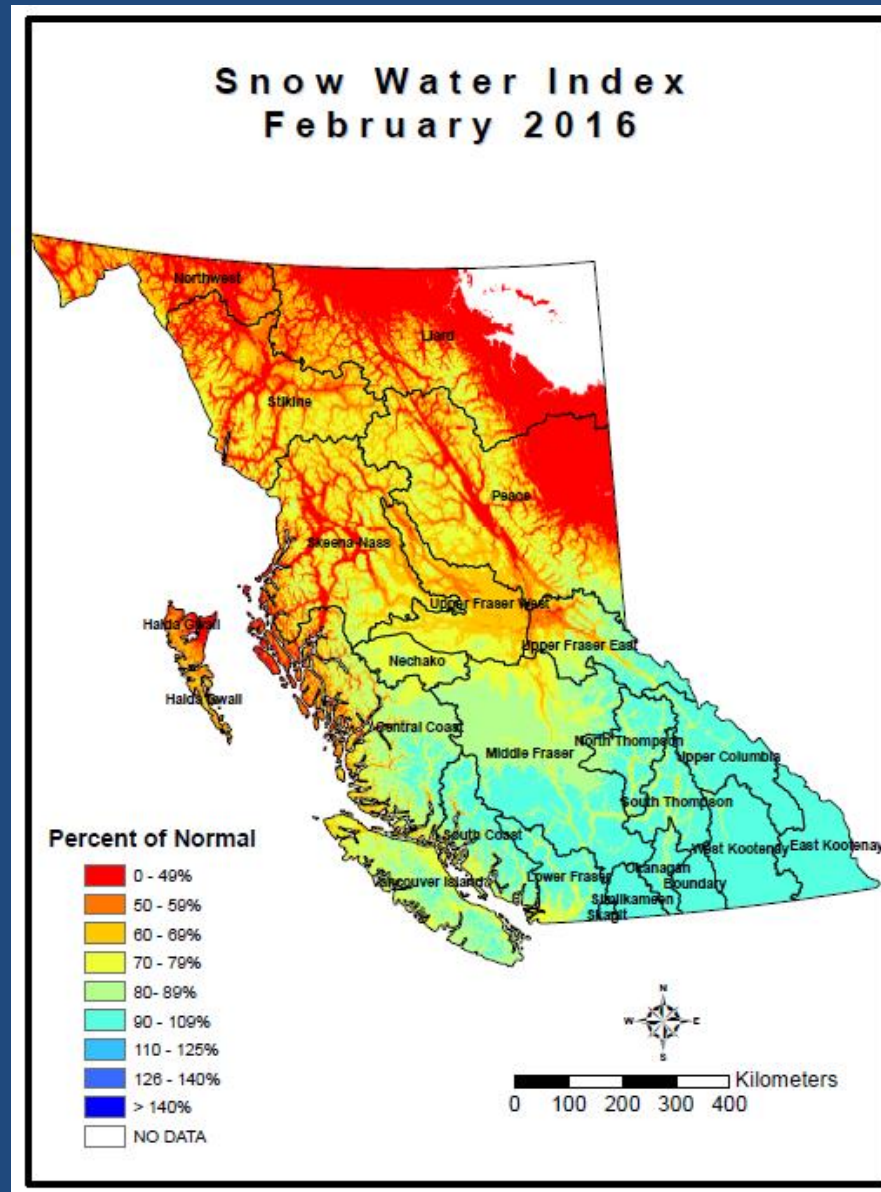 Snow Water Index
February 2016
Northwest
Liard
Stikine
Peace
Skeena-Nass
Upper Fraser West
Haida Gwaii
Upper Fraser East
Nechako
Haida Gwaii
Central Coast
North Thompson
Middle Fraser
Upper Columbia
South Thompson
Percent of Normal
South Coast
West Kootenay
East Kootenay
Okanagan
Lower Fraser
Boundary
Vancouver Island
Similkameen
Skagit
0 - 49%
50 - 59%
60 - 69%
70 - 79%
80- 89%
90 - 109%
110 - 125%
126 - 140%
> 140%
NO DATA
N
W E
S
Kilometers
0 100 200 300 400